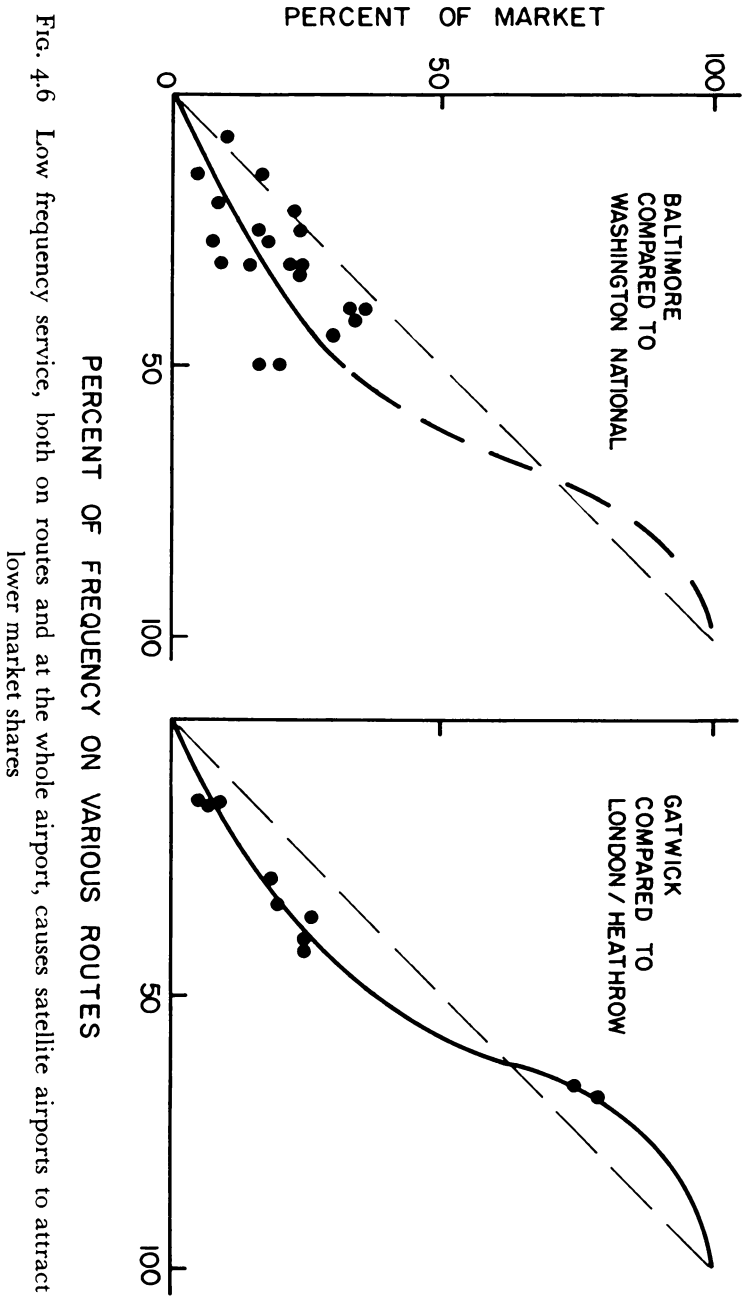 PERCENT OF MARKET
100
50
0
BALTIMORE
COMPARED TO
WASHINGTON NATIONAL
50
100
GATWICK
COMPARED TO
LONDON / HEATHROW
50
100
PERCENT OF FREQUENCY ON VARIOUS ROUTES
FIG. 4.6 Low frequency service, both on routes and at the whole airport, causes satellite airports to attract
lower market shares